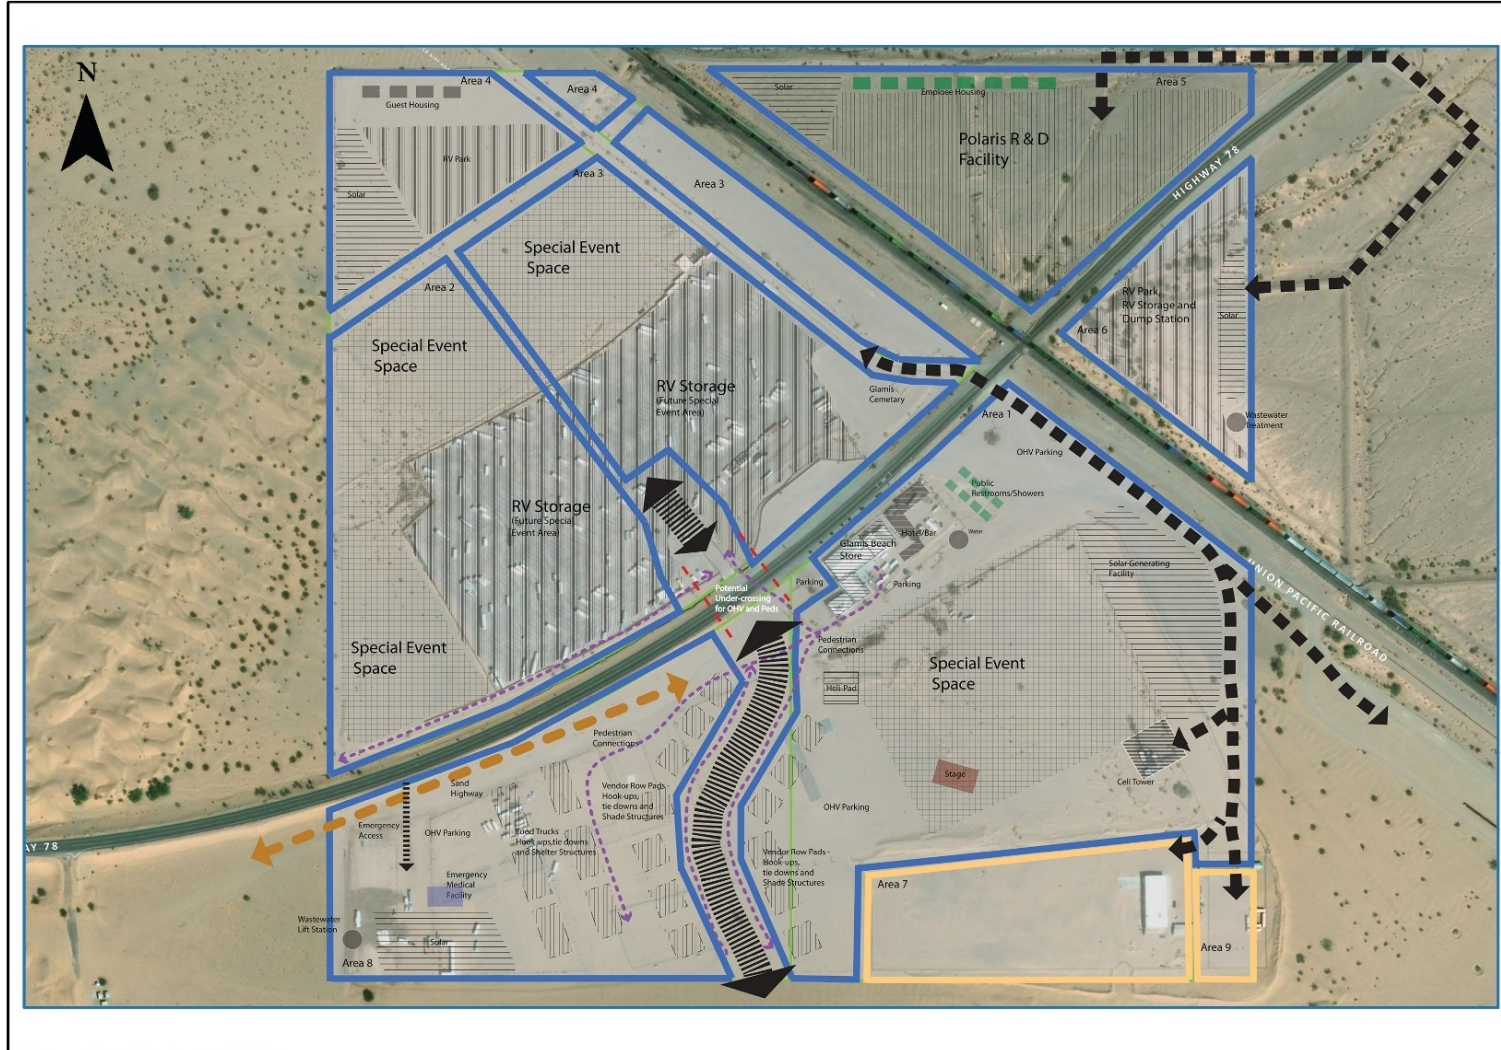 N
Area 4
Guest Housing
Area 4
Solar
Emploee Housing
Area 5
Polaris R & D
Facility
HIGHWAY 78
RV Park
Solar
Area 3
Area 3
Special Event
Space
Area 2
Special Event
Space
RV Park,
RV Storage and
Dump Station
Solar
Area 6
RV Storage
(Future Special
Event Area)
Glamis
Cemetary
Area 1
OHV Parking
Wastewater
Treatment
Public
Restrooms/Showers
RV Storage
(Future Special
Event Area)
Hotel/Bar
Water
Glamis Beach
Store
Solar Generating
Facility
Parking
Parking
Potential
Under-crossing
for OHV and Peds
UNION PACIFIC RAILROAD
Special Event
Space
Pedestrian
Connections
Special Event
Space
Heli-Pad
Pedestrian
Connections
Stage
Cell Tower
Sand
Highway
Vendor Row Pads -
Hook-ups,
tie downs and
Shade Structures
OHV Parking
Emergency
Access
OHV Parking
Food Trucks
Hook ups,tie downs
and Shelter Structures
AY 78
Vendor Row Pads -
Hook-ups,
tie downs and
Shade Structures
Emergency
Medical
Facility
Area 7
Wastewater
Lift Station
Solar
Area 8
Area 9